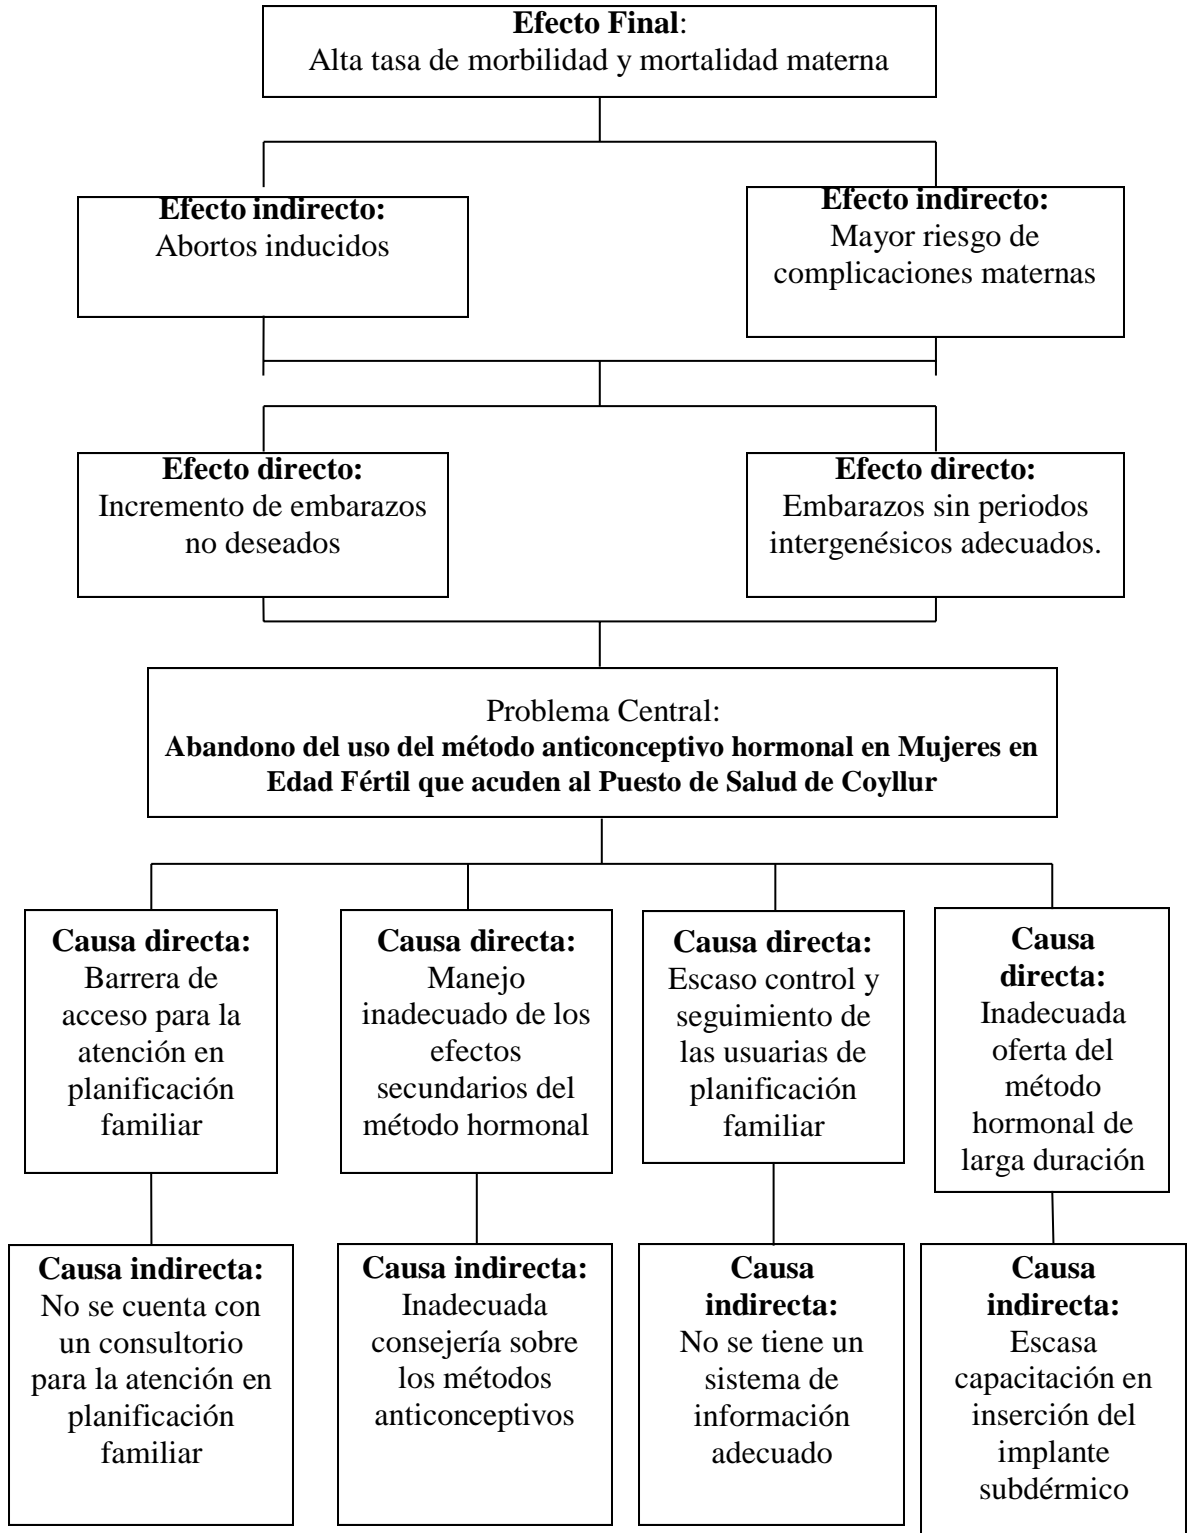 Efecto Final:
Alta tasa de morbilidad y mortalidad materna
Efecto indirecto:
Abortos inducidos
Efecto indirecto:
Mayor riesgo de
complicaciones maternas
Efecto directo:
Incremento de embarazos
no deseados
Efecto directo:
Embarazos sin periodos
intergenésicos adecuados.
Problema Central:
Abandono del uso del método anticonceptivo hormonal en Mujeres en
Edad Fértil que acuden al Puesto de Salud de Coyllur
Causa directa:
Barrera de
acceso para la
atención en
planificación
familiar
Causa directa:
Manejo
inadecuado de los
efectos
secundarios del
método hormonal
Causa directa:
Escaso control y
seguimiento de
las usuarias de
planificación
familiar
Causa
directa:
Inadecuada
oferta del
método
hormonal de
larga duración
Causa indirecta:
No se cuenta con
un consultorio
para la atención en
planificación
familiar
Causa indirecta:
Inadecuada
consejería sobre
los métodos
anticonceptivos
Causa
indirecta:
No se tiene un
sistema de
información
adecuado
Causa
indirecta:
Escasa
capacitación en
inserción del
implante
subdérmico